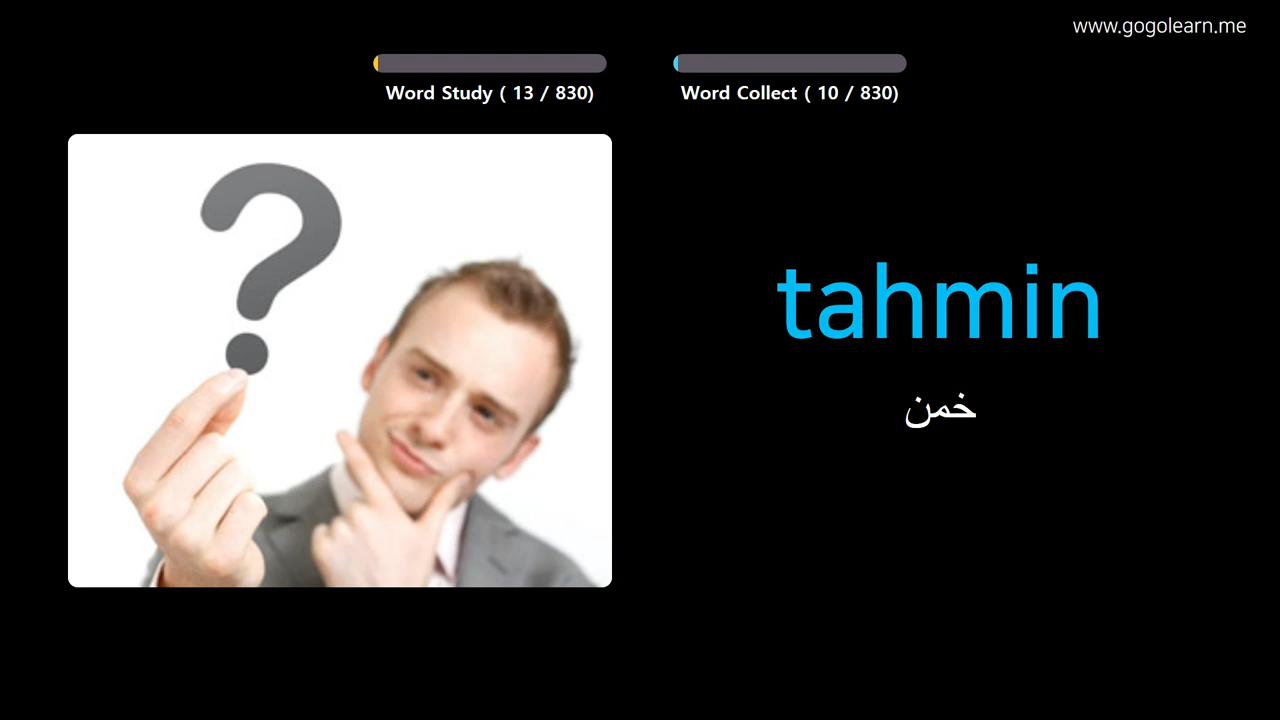 www.gogolearn.me
Word Study ( 13 / 830)
Word Collect ( 10 / 830)
?
tahmin
خمن